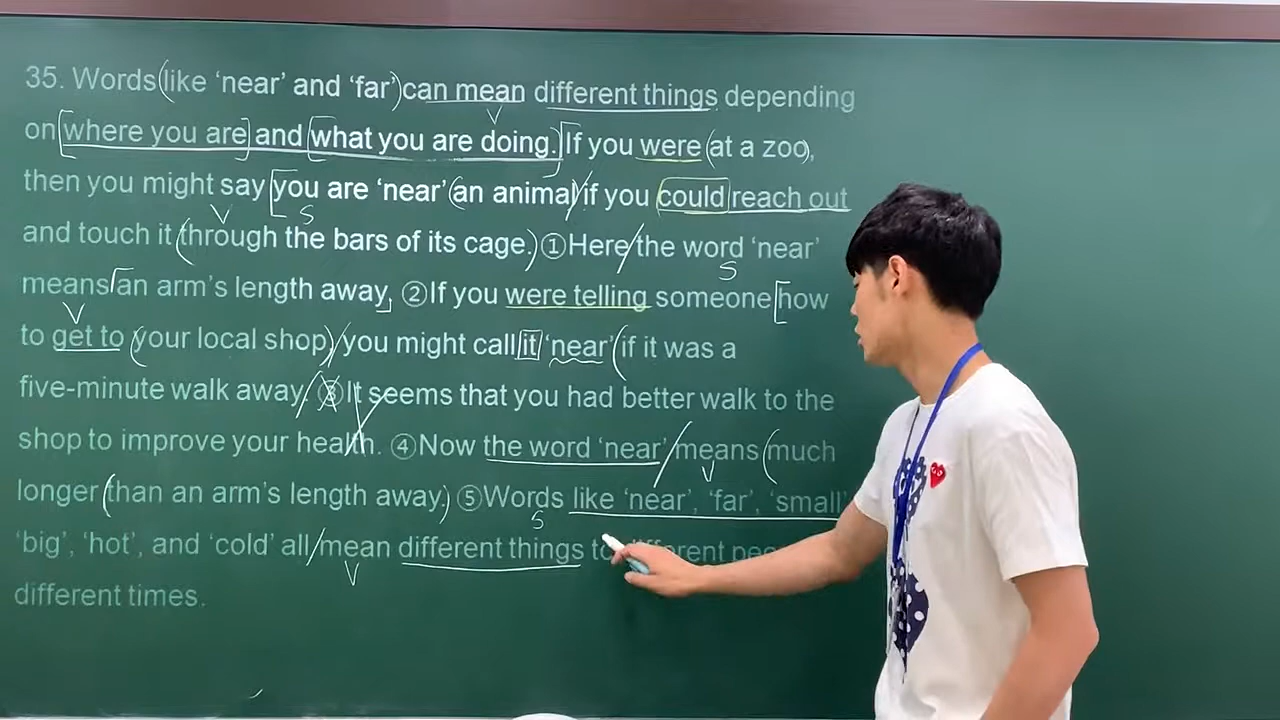 35. Words (like ‘near’ and ‘far’) can mean different things depending
V
on [where you are] and [what you are doing.] If you were (at a zoo),
then you might say [you are ‘near’ (an animal / if you could reach out
V S
and touch it (through the bars of its cage.) ① Here / the word ‘near’
S
means [an arm’s length away.] ② If you were telling someone [how
V
to get to (your local shop) / you might call it ‘near’ (if it was a
five-minute walk away. / ③ It seems that you had better walk to the
shop to improve your health. ④ Now the word ‘near’ / means (much
V
longer (than an arm’s length away.) ⑤ Words like ‘near’, ‘far’, ‘small’
S
‘big’, ‘hot’, and ‘cold’ all / mean different things
V
different times.